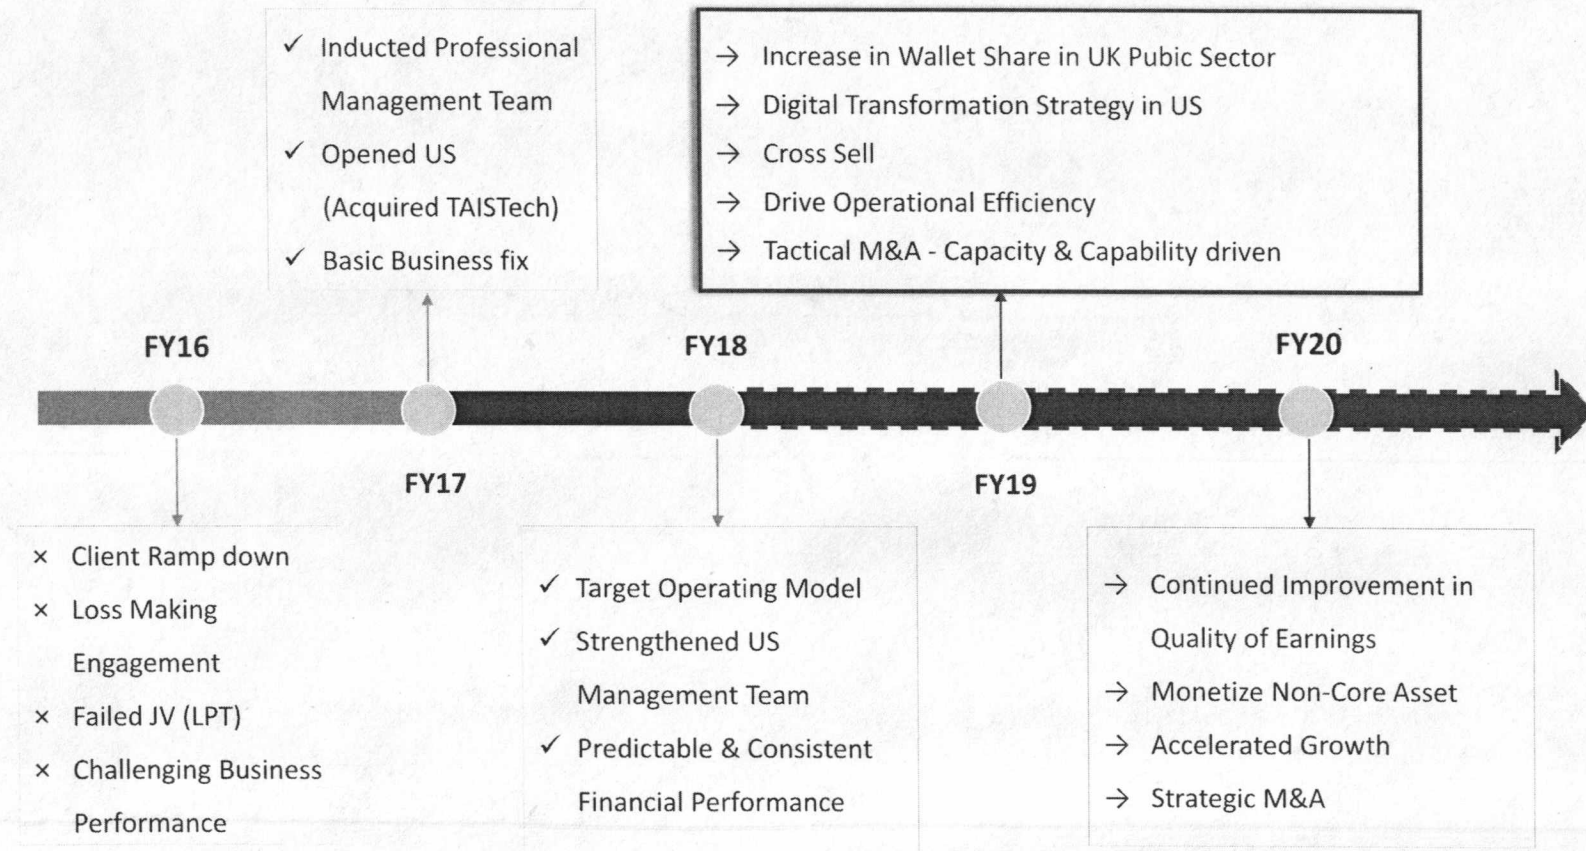 ✓ Inducted Professional
Management Team
✓ Opened US
(Acquired TAISTech)
✓ Basic Business fix
→ Increase in Wallet Share in UK Pubic Sector
→ Digital Transformation Strategy in US
→ Cross Sell
→ Drive Operational Efficiency
→ Tactical M&A - Capacity & Capability driven
FY16
FY18
FY20
FY17
FY19
× Client Ramp down
× Loss Making
Engagement
× Failed JV (LPT)
× Challenging Business
Performance
✓ Target Operating Model
✓ Strengthened US
Management Team
✓ Predictable & Consistent
Financial Performance
→ Continued Improvement in
Quality of Earnings
→ Monetize Non-Core Asset
→ Accelerated Growth
→ Strategic M&A